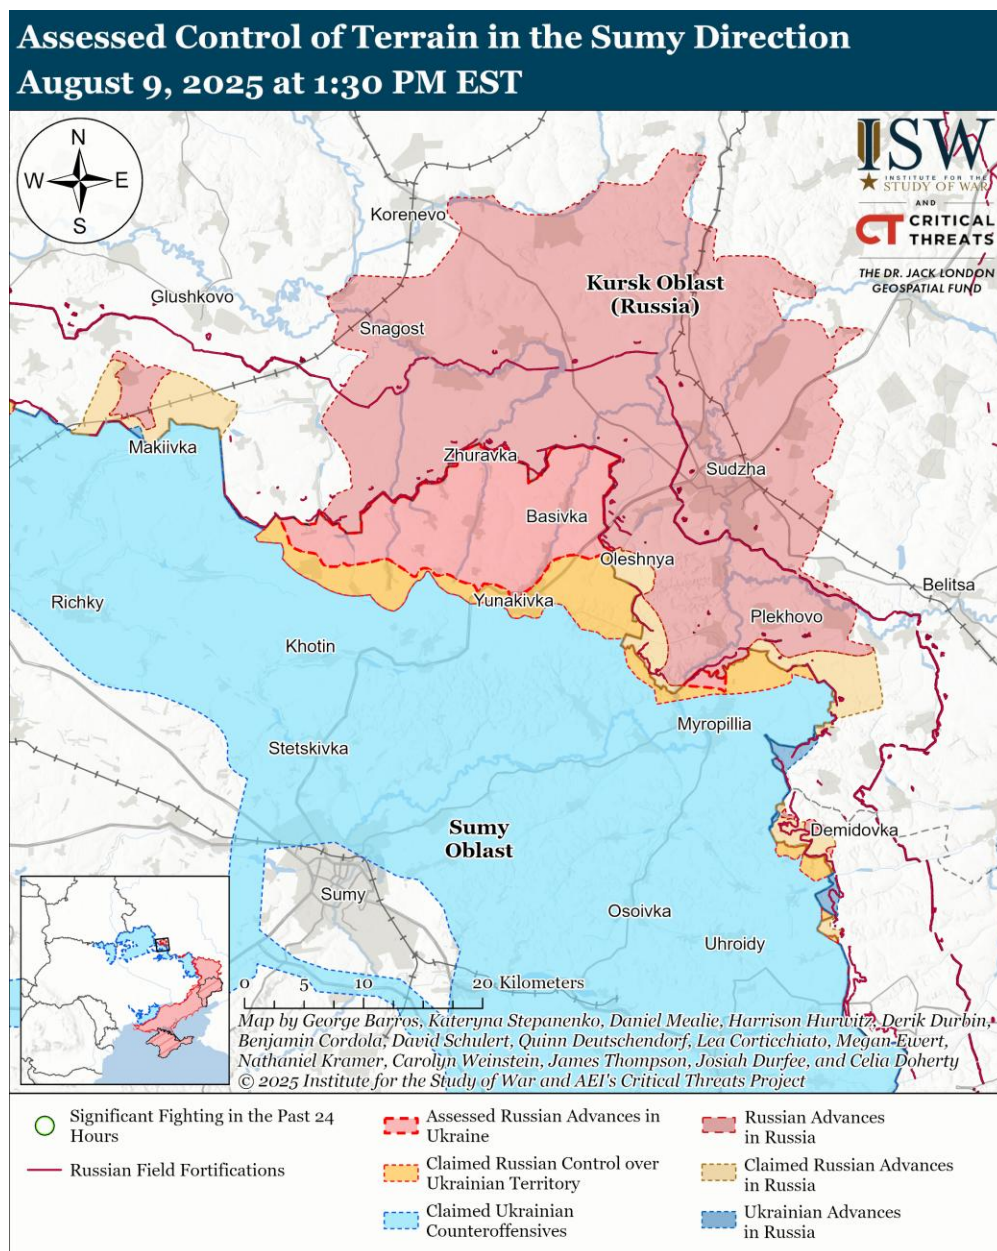 Assessed Control of Terrain in the Sumy Direction
August 9, 2025 at 1:30 PM EST
N
W E
S
ISW
INSTITUTE FOR THE
STUDY OF WAR
AND
CT CRITICAL
THREATS
THE DR. JACK LONDON
GEOSPATIAL FUND
Korenevo
Kursk Oblast
(Russia)
Glushkovo
Snagost
Makiivka
Zhuravka
Sudzha
Basivka
Oleshnya
Belitsa
Richky
Yunakivka
Plekhovo
Khotin
Myropillia
Stetskivka
Sumy
Oblast
Demidovka
Sumy
Osoivka
Uhroidy
0 5 10 20 Kilometers
Map by George Barros, Kateryna Stepanenko, Daniel Mealie, Harrison Hurwitz, Derik Durbin,
Benjamin Cordola, David Schulert, Quinn Deutschendorf, Lea Corticchiato, Megan Ewert,
Nathaniel Kramer, Carolyn Weinstein, James Thompson, Josiah Durfee, and Celia Doherty
© 2025 Institute for the Study of War and AEI's Critical Threats Project
Significant Fighting in the Past 24
Hours
Russian Field Fortifications
Assessed Russian Advances in
Ukraine
Claimed Russian Control over
Ukrainian Territory
Claimed Ukrainian
Counteroffensives
Russian Advances
in Russia
Claimed Russian Advances
in Russia
Ukrainian Advances
in Russia